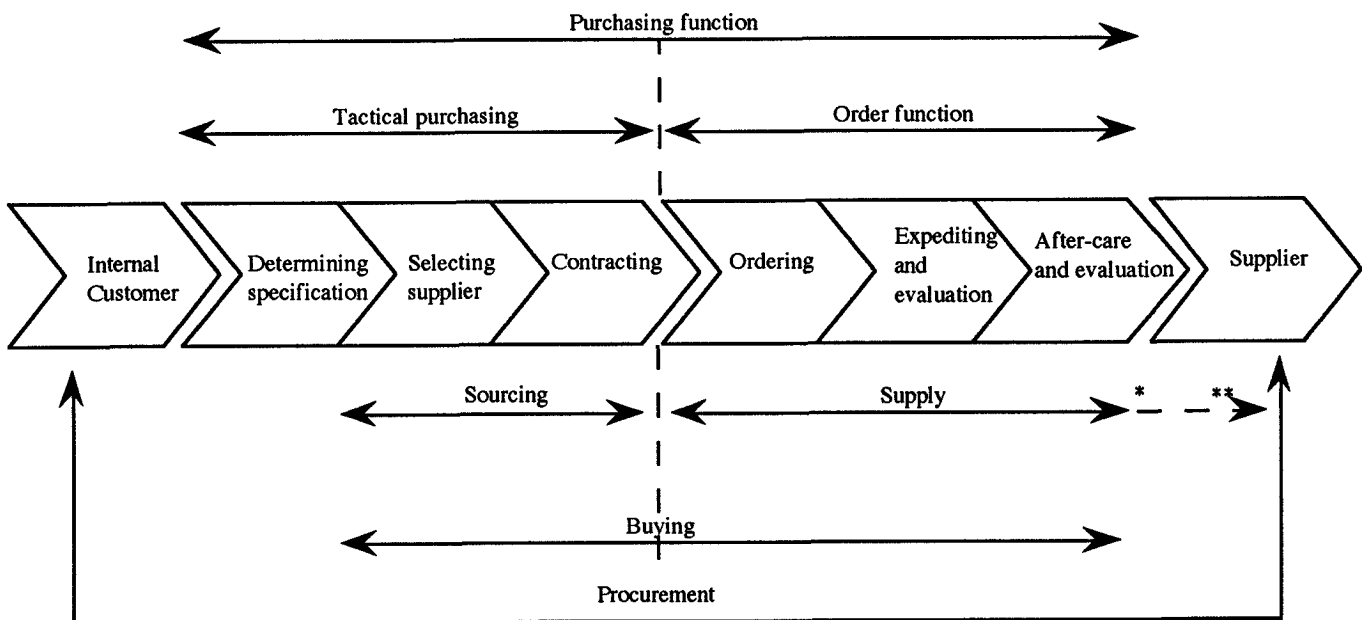 Purchasing function
Tactical purchasing
Order function
Internal
Customer
Determining
specification
Selecting
supplier
Contracting
Ordering
Expediting
and
evaluation
After-care
and evaluation
Supplier
Sourcing
Supply
*
**
Buying
Procurement